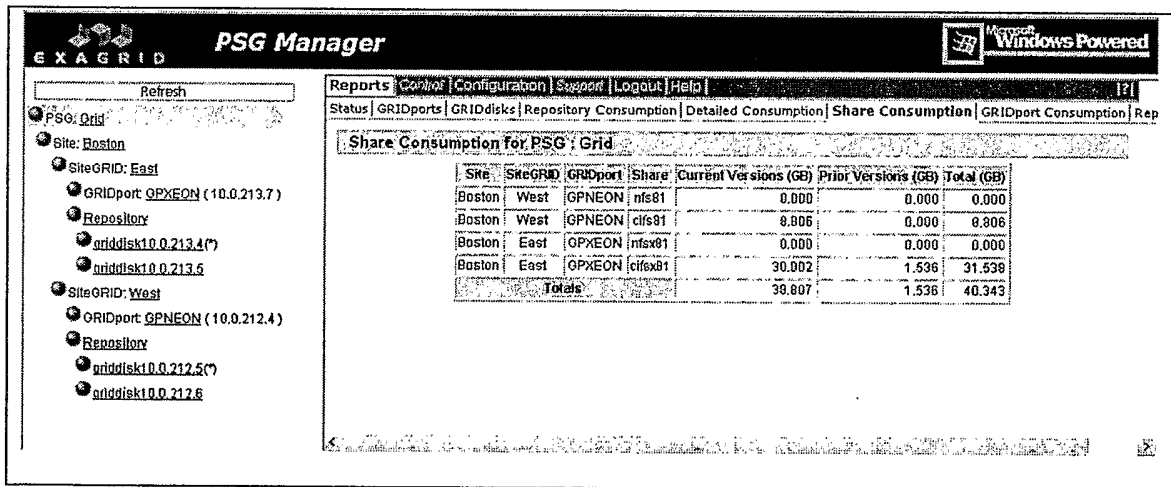 EXAGRID
PSG Manager
Microsoft
Windows Powered
Refresh
PSG: Grid
Site: Boston
SiteGRID: East
GRIDport: GPXEON (10.0.213.7)
Repository
griddisk10.0.213.4(*)
griddisk10.0.213.5
SiteGRID: West
GRIDport: GPNEON (10.0.212.4)
Repository
griddisk10.0.212.5(*)
griddisk10.0.212.6
Reports | Control | Configuration | Support | Logout | Help | |?|
Status | GRIDports | GRIDdisks | Repository Consumption | Detailed Consumption | Share Consumption | GRIDport Consumption | Rep
Share Consumption for PSG : Grid
Site SiteGRID GRIDport Share Current Versions (GB) Prior Versions (GB) Total (GB)
Boston West GPNEON nfs81 0.000 0.000 0.000
Boston West GPNEON cifs81 8.806 0.000 8.806
Boston East GPXEON nfsx81 0.000 0.000 0.000
Boston East GPXEON cifsx81 30.002 1.536 31.538
Totals 38.807 1.536 40.343